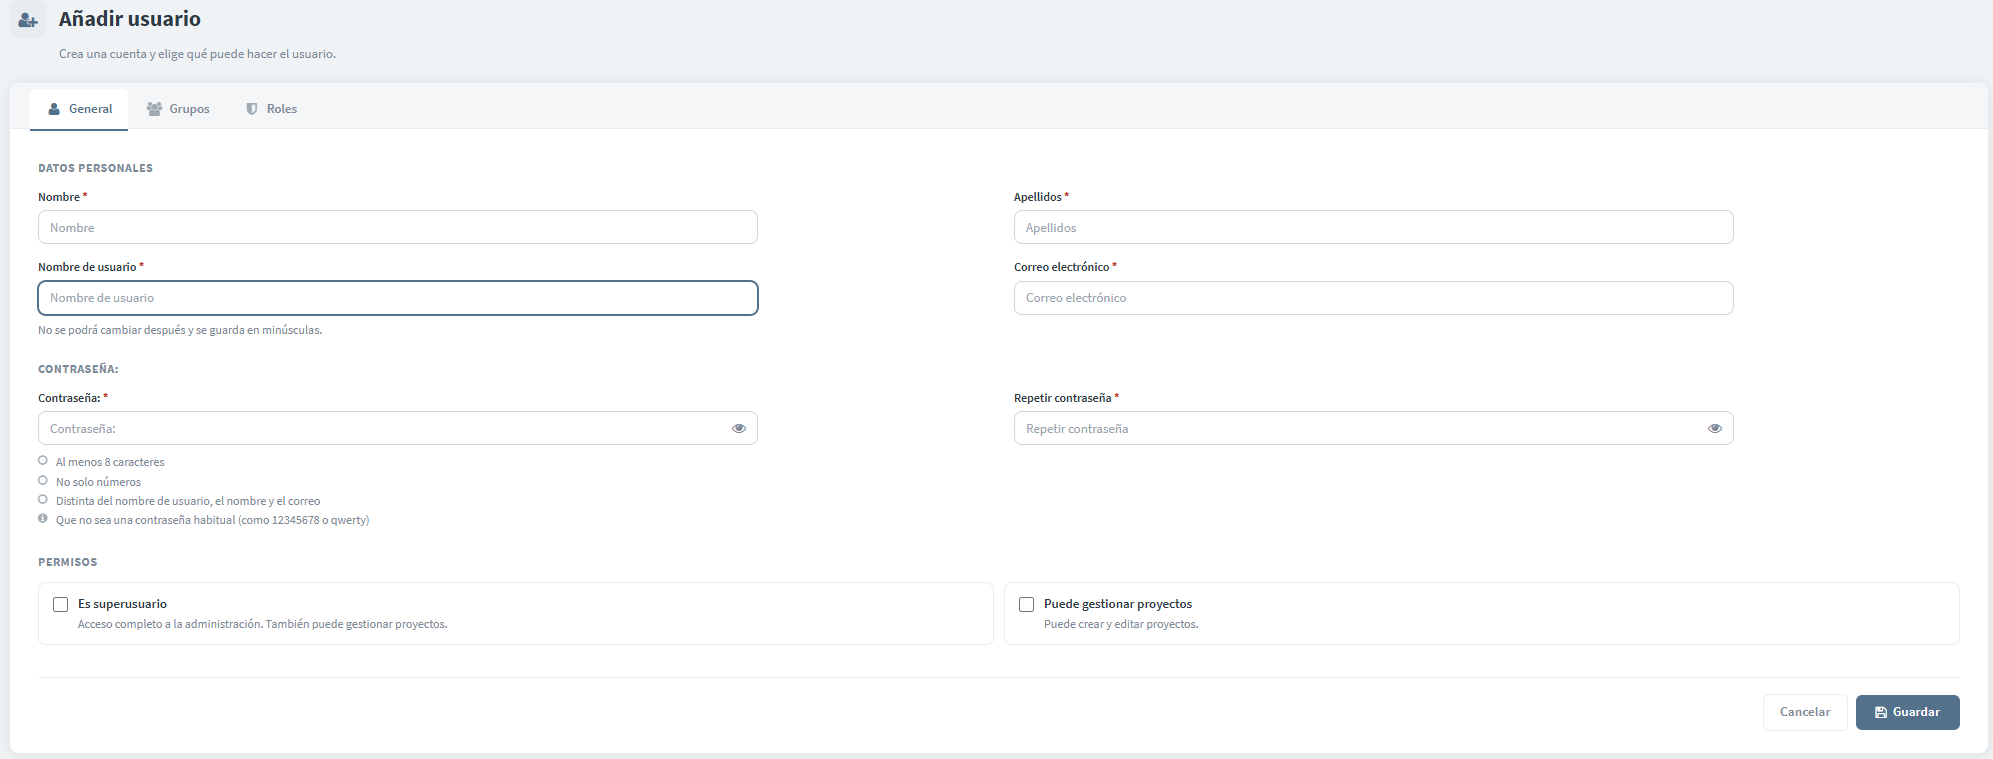 Añadir usuario
Crea una cuenta y elige qué puede hacer el usuario.
General Grupos Roles
DATOS PERSONALES
Nombre * Apellidos *
Nombre Apellidos
Nombre de usuario * Correo electrónico *
Nombre de usuario Correo electrónico
No se podrá cambiar después y se guarda en minúsculas.
CONTRASEÑA:
Contraseña: * Repetir contraseña *
Contraseña: Repetir contraseña
Al menos 8 caracteres
No solo números
Distinta del nombre de usuario, el nombre y el correo
Que no sea una contraseña habitual (como 12345678 o qwerty)
PERMISOS
Es superusuario Puede gestionar proyectos
Acceso completo a la administración. También puede gestionar proyectos. Puede crear y editar proyectos.
Cancelar Guardar